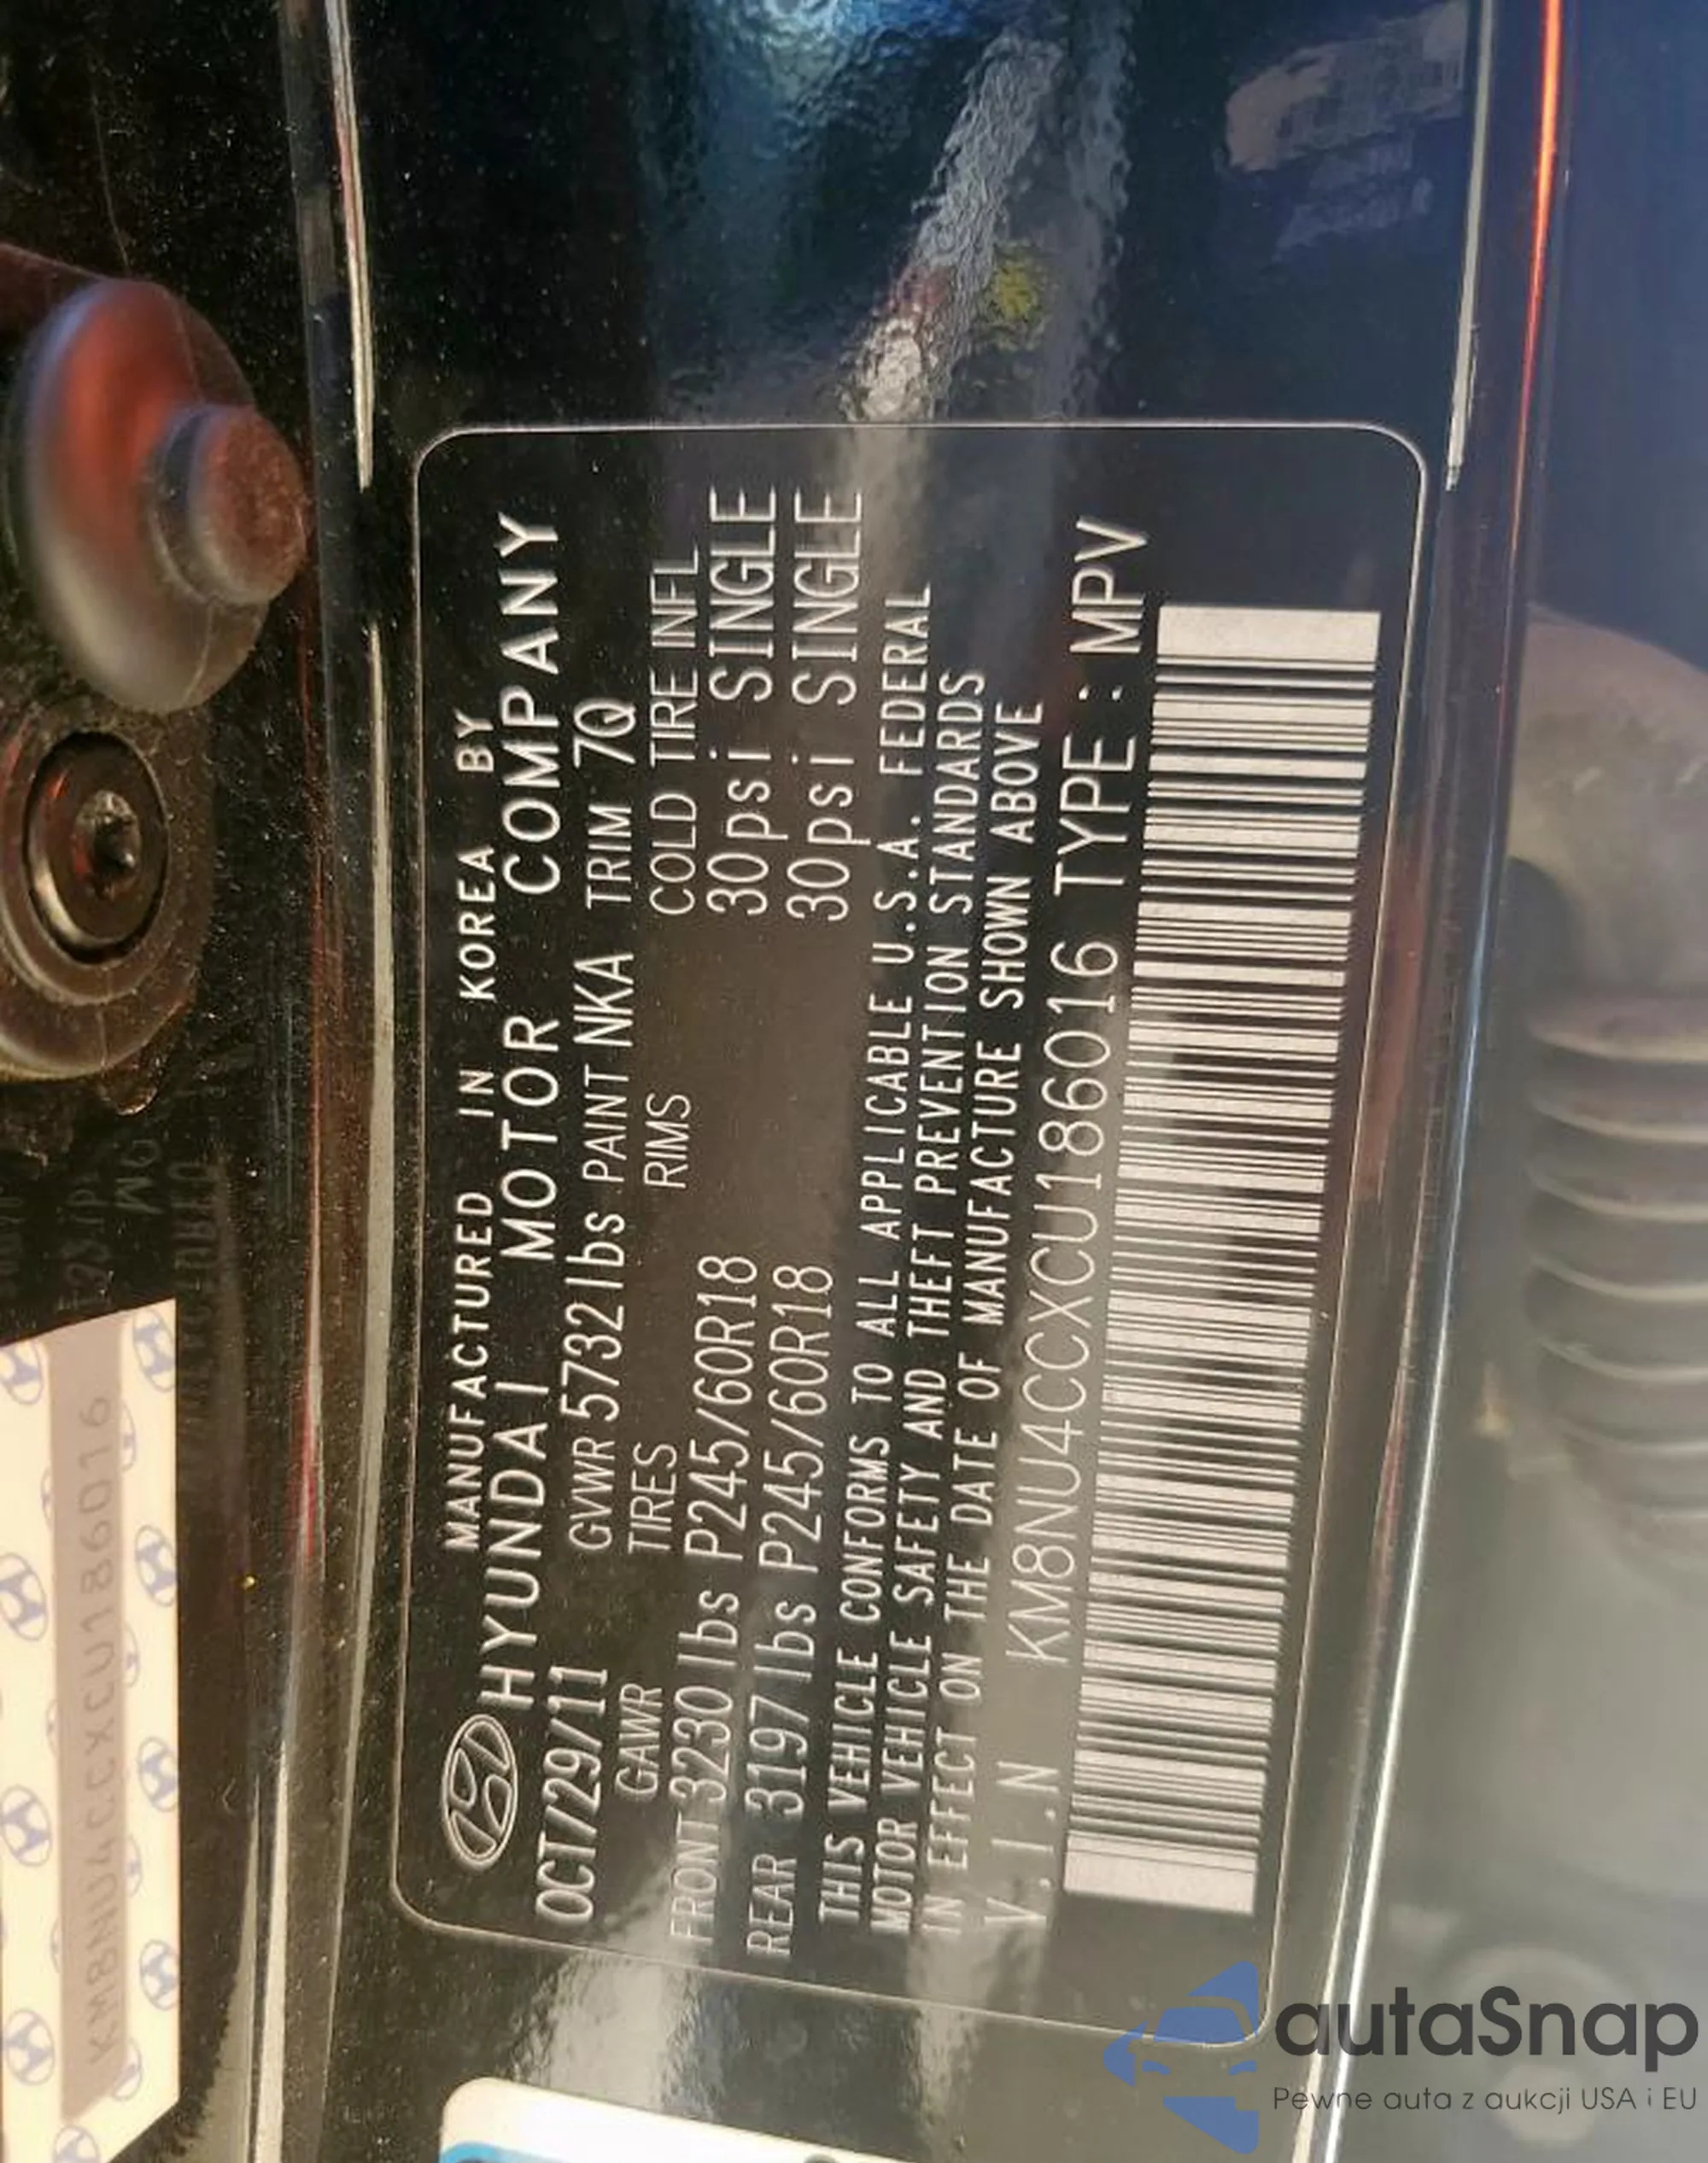 MANUFACTURED IN KOREA BY
HYUNDAI MOTOR COMPANY
OCT/29/11 GVWR 5732 lbs PAINT NKA TRIM 7Q
GAWR TIRES RIMS COLD TIRE INFL
FRONT 3230 lbs P245/60R18 30psi SINGLE
REAR 3197 lbs P245/60R18 30psi SINGLE
THIS VEHICLE CONFORMS TO ALL APPLICABLE U.S.A. FEDERAL
MOTOR VEHICLE SAFETY AND THEFT PREVENTION STANDARDS
IN EFFECT ON THE DATE OF MANUFACTURE SHOWN ABOVE
V.I.N KM8NU4CCXCU186016 TYPE : MPV
KM8NU4CCXCU186016
autaSnap
Pewne auta z aukcji USA i EU